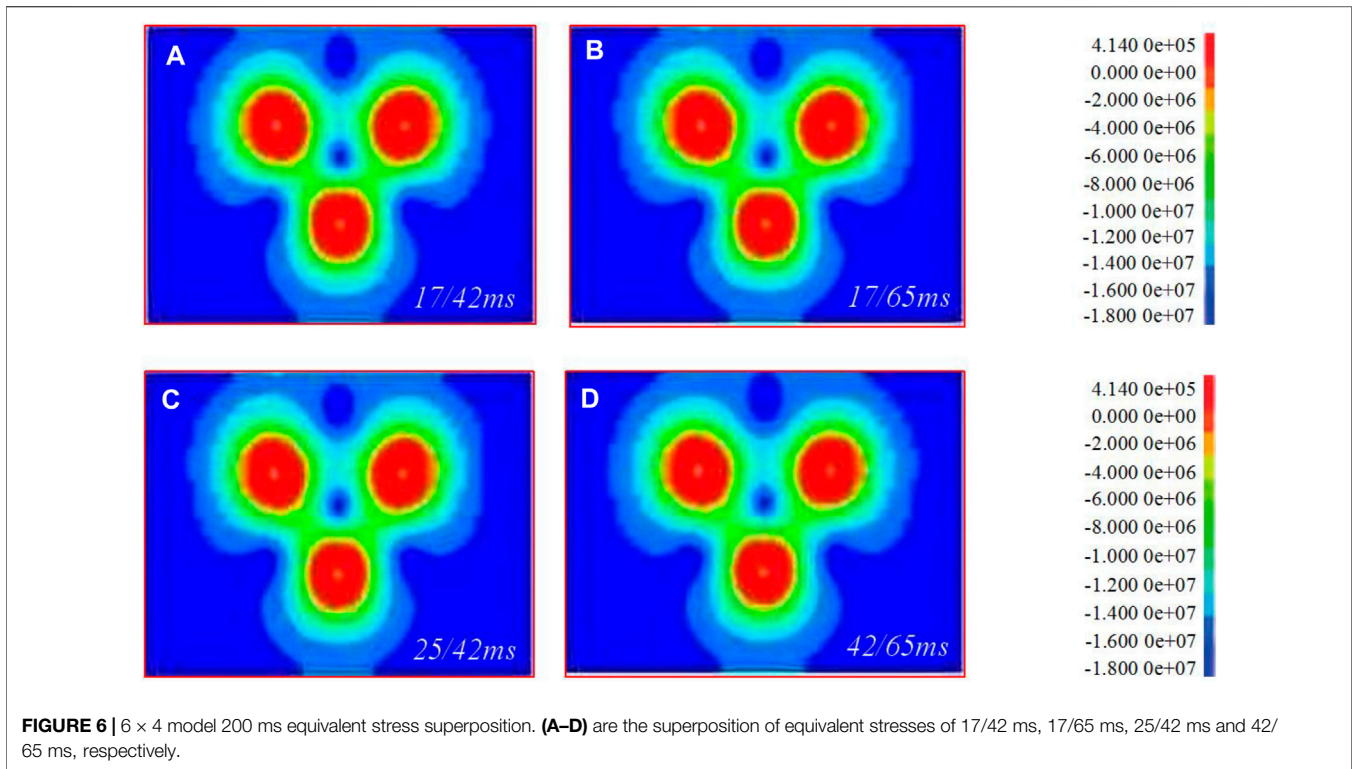 A
17/42ms
B
17/65ms
4.140 0e+05
0.000 0e+00
-2.000 0e+06
-4.000 0e+06
-6.000 0e+06
-8.000 0e+06
-1.000 0e+07
-1.200 0e+07
-1.400 0e+07
-1.600 0e+07
-1.800 0e+07
C
25/42ms
D
42/65ms
4.140 0e+05
0.000 0e+00
-2.000 0e+06
-4.000 0e+06
-6.000 0e+06
-8.000 0e+06
-1.000 0e+07
-1.200 0e+07
-1.400 0e+07
-1.600 0e+07
-1.800 0e+07
FIGURE 6 | 6 × 4 model 200 ms equivalent stress superposition. (A–D) are the superposition of equivalent stresses of 17/42 ms, 17/65 ms, 25/42 ms and 42/
65 ms, respectively.